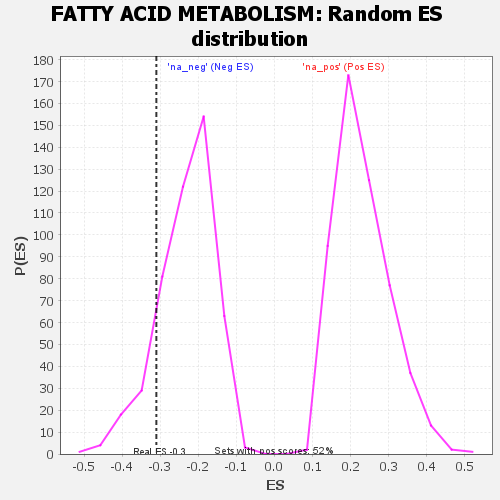 FATTY ACID METABOLISM: Random ES
distribution
'na_neg' (Neg ES) 'na_pos' (Pos ES)
180
170
160
150
140
130
120
110
100
90
80
70
60
50
40
30
20
10
0
P(ES)
Real ES -0.3 Sets with pos scores: 52%
-0.5 -0.4 -0.3 -0.2 -0.1 0.0 0.1 0.2 0.3 0.4 0.5
ES